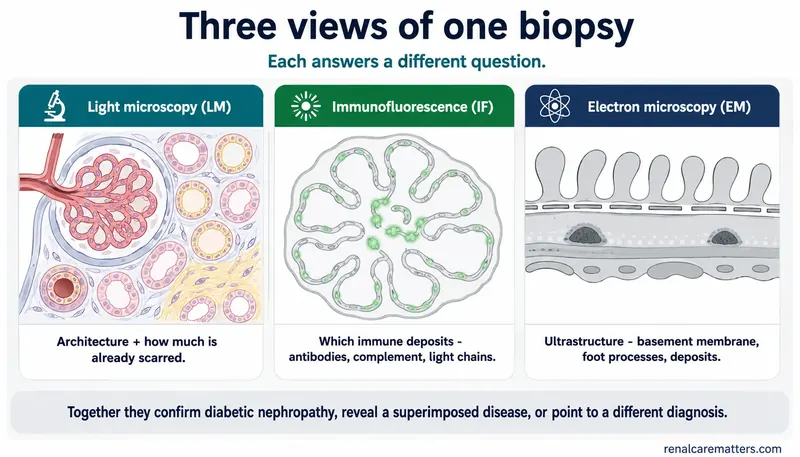 Three views of one biopsy
Each answers a different question.
Light microscopy (LM)
Architecture + how much is
already scarred.
Immunofluorescence (IF)
Which immune deposits -
antibodies, complement, light chains.
Electron microscopy (EM)
Ultrastructure - basement membrane,
foot processes, deposits.
Together they confirm diabetic nephropathy, reveal a superimposed disease, or point to a different diagnosis.
renalcarematters.com